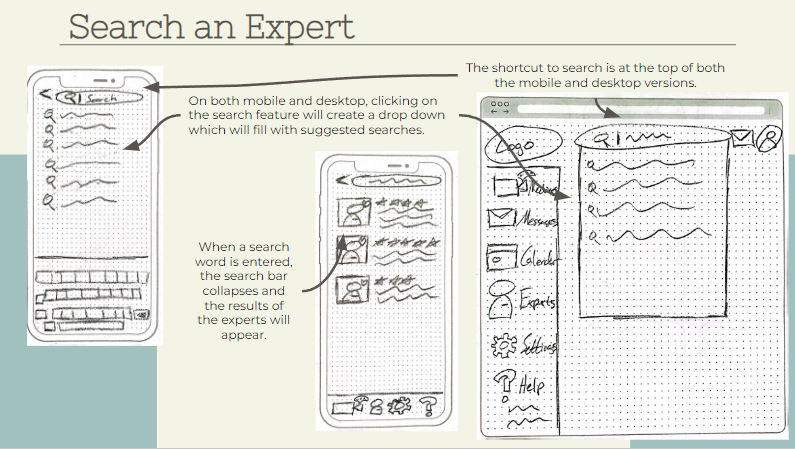 Search an Expert
The shortcut to search is at the top of both
the mobile and desktop versions.
On both mobile and desktop, clicking on
the search feature will create a drop down
which will fill with suggested searches.
Search
When a search
word is entered,
the search bar
collapses and
the results of
the experts will
appear.
Logo
Messages
Calendar
Experts
Settings
Help